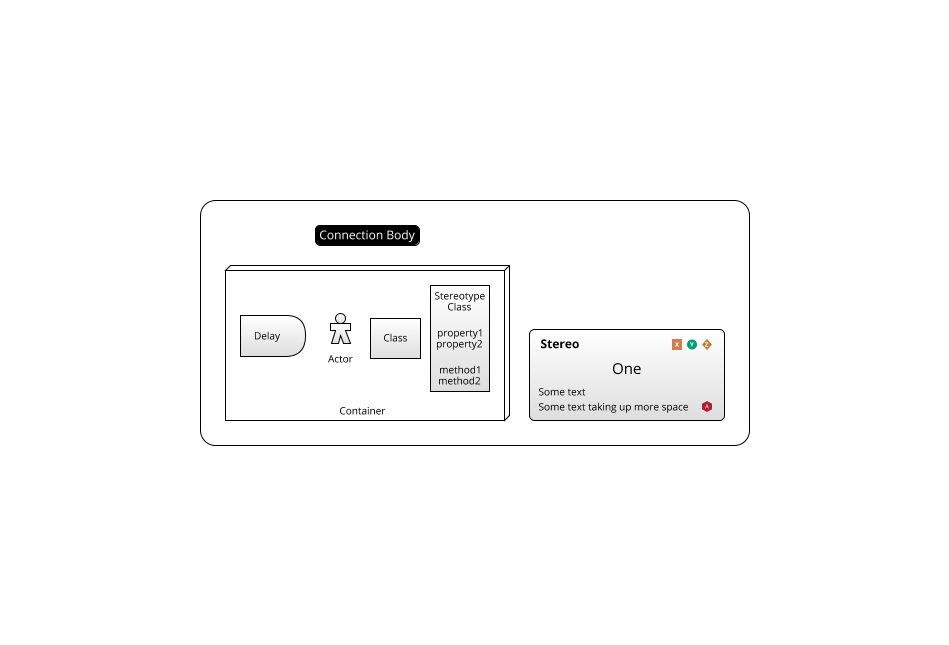 Connection Body
Delay
Actor
Class
Stereotype
Class
property1
property2
method1
method2
Container
Stereo
X Y Z
One
Some text
Some text taking up more space
A